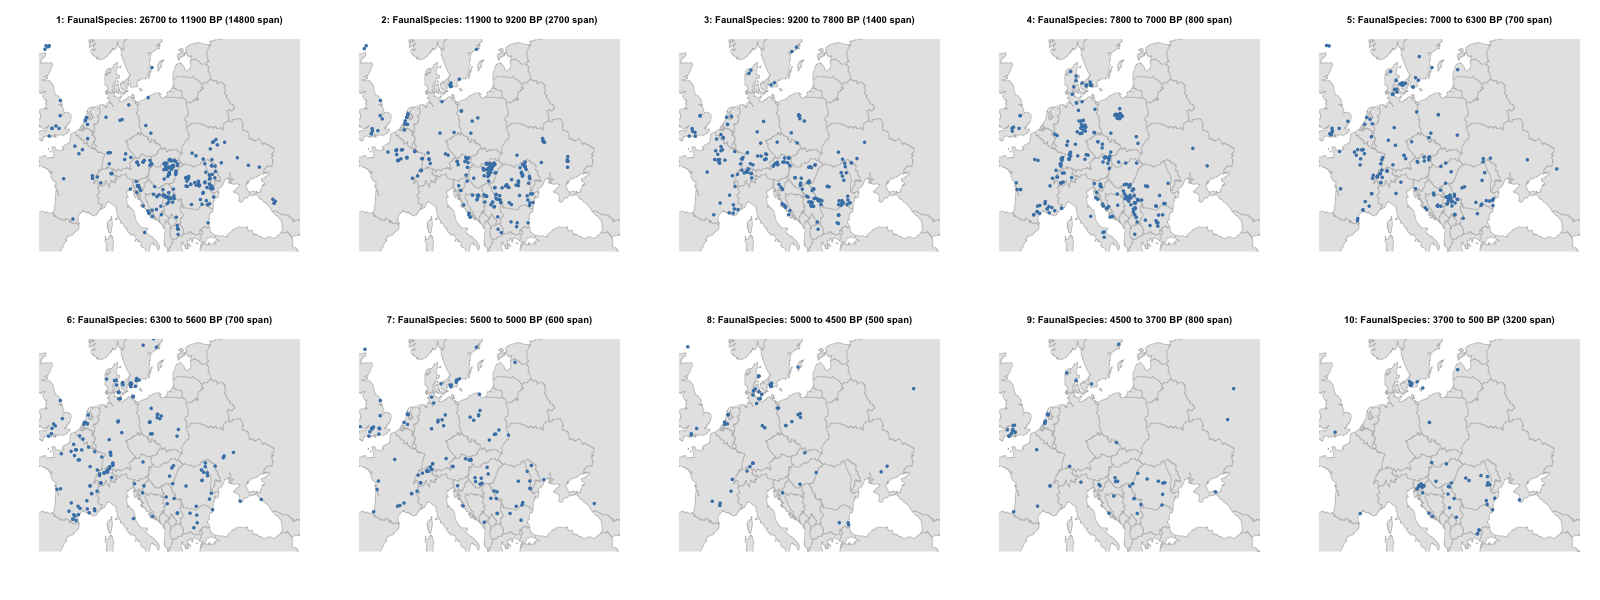 1: FaunalSpecies: 26700 to 11900 BP (14800 span)
2: FaunalSpecies: 11900 to 9200 BP (2700 span)
3: FaunalSpecies: 9200 to 7800 BP (1400 span)
4: FaunalSpecies: 7800 to 7000 BP (800 span)
5: FaunalSpecies: 7000 to 6300 BP (700 span)
6: FaunalSpecies: 6300 to 5600 BP (700 span)
7: FaunalSpecies: 5600 to 5000 BP (600 span)
8: FaunalSpecies: 5000 to 4500 BP (500 span)
9: FaunalSpecies: 4500 to 3700 BP (800 span)
10: FaunalSpecies: 3700 to 500 BP (3200 span)